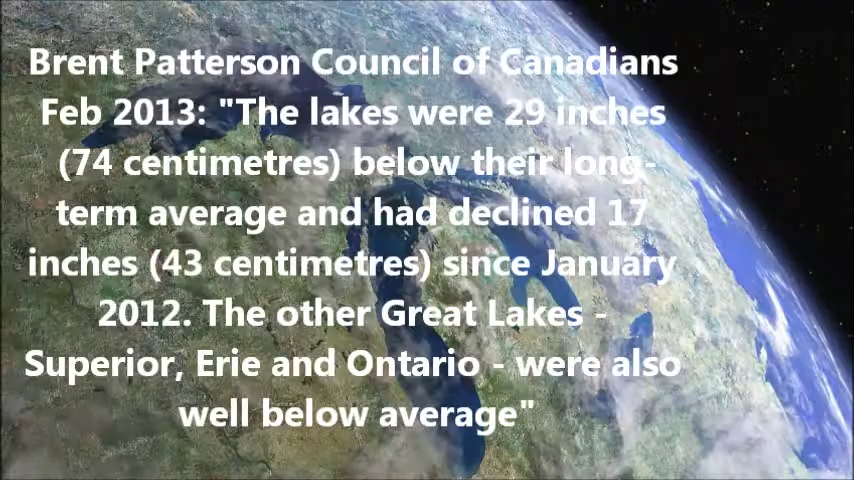 Brent Patterson Council of Canadians
Feb 2013: "The lakes were 29 inches
(74 centimetres) below their long-
term average and had declined 17
inches (43 centimetres) since January
2012. The other Great Lakes -
Superior, Erie and Ontario - were also
well below average"